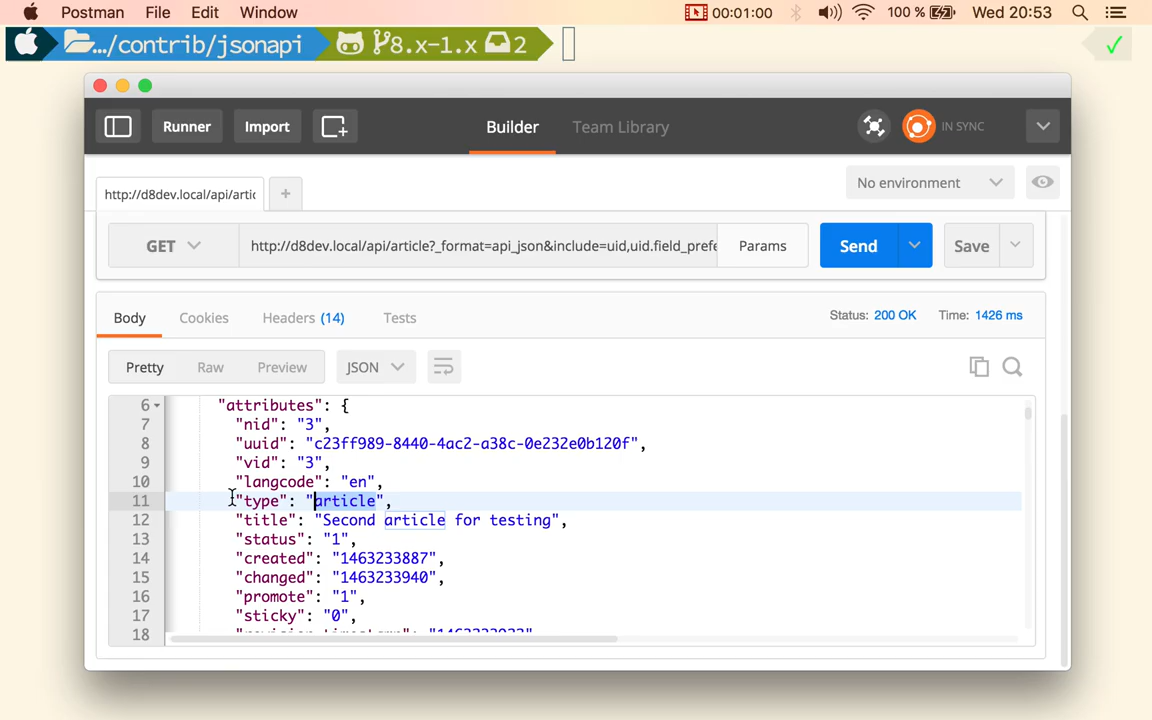 Postman File Edit Window 00:01:00 100 % Wed 20:53
.../contrib/jsonapi 8.x-1.x 2
Runner Import Builder Team Library IN SYNC
http://d8dev.local/api/artic No environment
GET http://d8dev.local/api/article?_format=api_json&include=uid,uid.field_prefe Params Send Save
Body Cookies Headers (14) Tests Status: 200 OK Time: 1426 ms
Pretty Raw Preview JSON
6 "attributes": {
7 "nid": "3",
8 "uuid": "c23ff989-8440-4ac2-a38c-0e232e0b120f",
9 "vid": "3",
10 "langcode": "en",
11 "type": "article",
12 "title": "Second article for testing",
13 "status": "1",
14 "created": "1463233887",
15 "changed": "1463233940",
16 "promote": "1",
17 "sticky": "0",
18